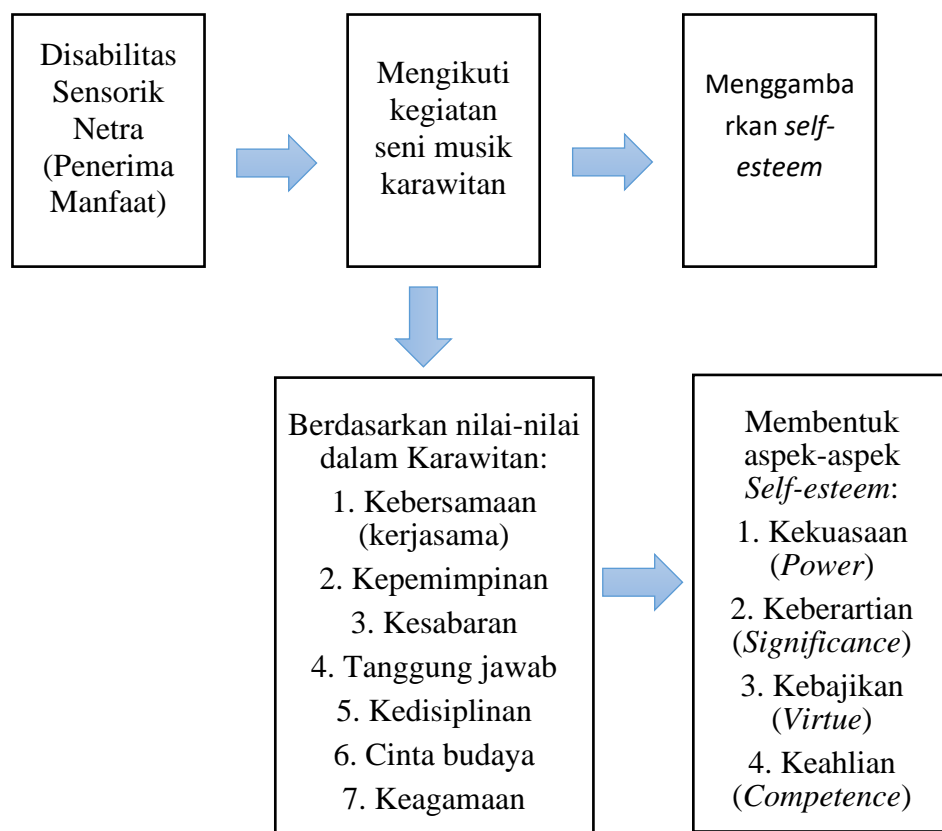 Disabilitas
Sensorik
Netra
(Penerima
Manfaat)
Mengikuti
kegiatan
seni musik
karawitan
Menggamba
rkan self-
esteem
Berdasarkan nilai-nilai
dalam Karawitan:
1. Kebersamaan
(kerjasama)
2. Kepemimpinan
3. Kesabaran
4. Tanggung jawab
5. Kedisiplinan
6. Cinta budaya
7. Keagamaan
Membentuk
aspek-aspek
Self-esteem:
1. Kekuasaan
(Power)
2. Keberartian
(Significance)
3. Kebajikan
(Virtue)
4. Keahlian
(Competence)